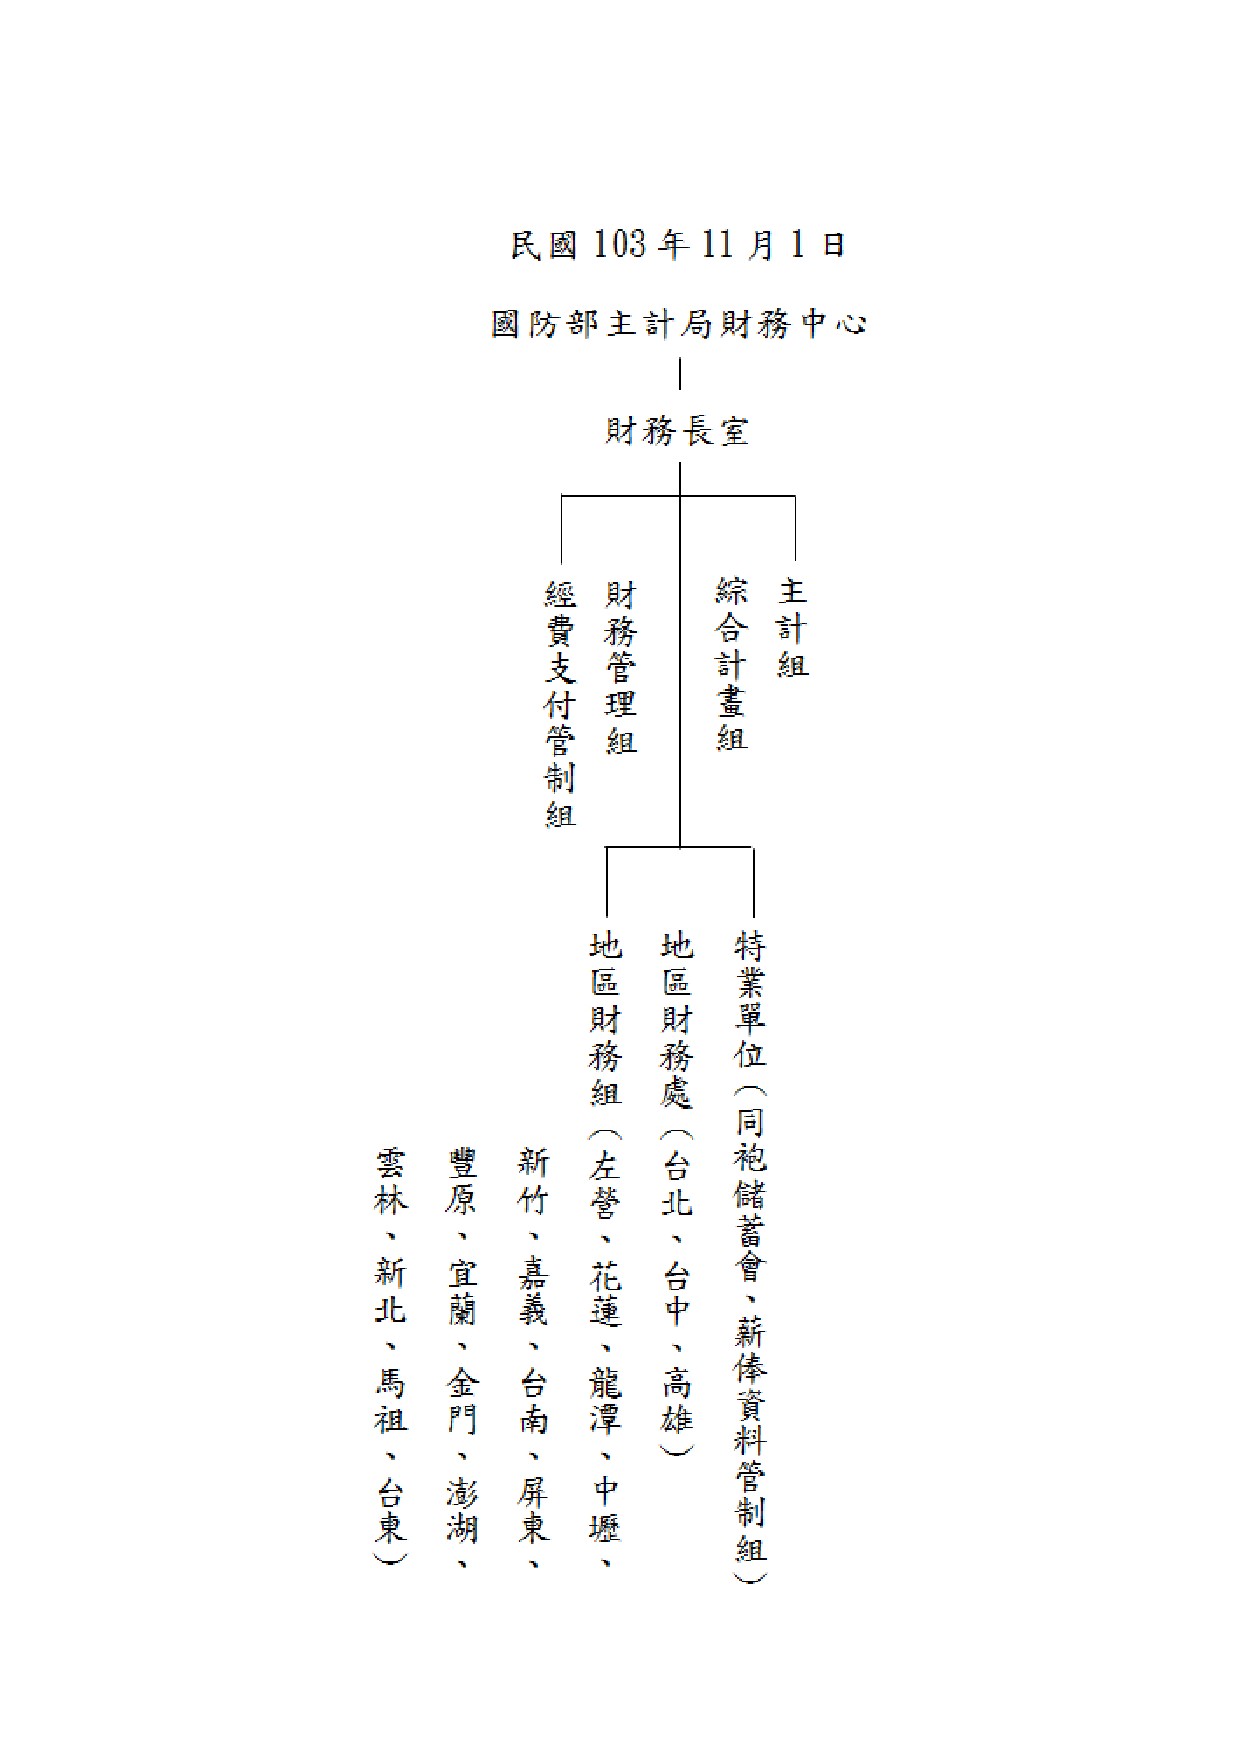 民國 103 年 11 月 1 日
國防部主計局財務中心
財務長室
主計組
綜合計畫組
財務管理組
經費支付管制組
特業單位(同袍儲蓄會、薪俸資料管制組)
地區財務處(台北、台中、高雄)
地區財務組(左營、花蓮、龍潭、中壢、
新竹、嘉義、台南、屏東、
豐原、宜蘭、金門、澎湖、
雲林、新北、馬祖、台東)